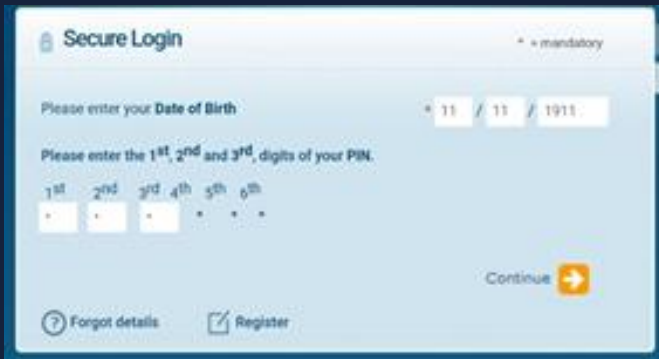 Secure Login
* = mandatory
Please enter your Date of Birth
* 11 / 11 / 1911
Please enter the 1st, 2nd and 3rd, digits of your PIN.
1st 2nd 3rd 4th 5th 6th
* * * * * *
Continue
Forgot details
Register